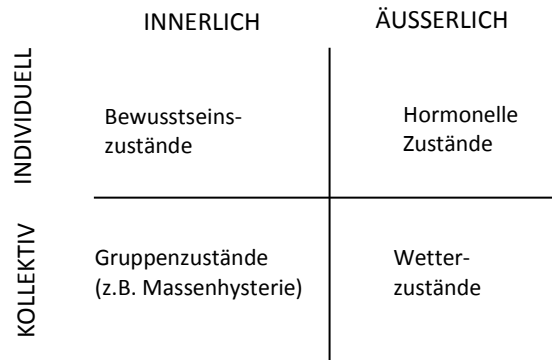 INNERLICH
ÄUSSERLICH
INDIVIDUELL
Bewusstseins-
zustände
Hormonelle
Zustände
KOLLEKTIV
Gruppenzustände
(z.B. Massenhysterie)
Wetter-
zustände